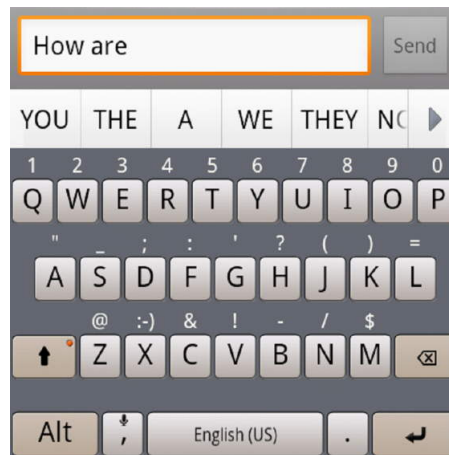 How are
Send
YOU THE A WE THEY
1 2 3 4 5 6 7 8 9 0
Q W E R T Y U I O P
" _ ; : ' ? ( ) =
A S D F G H J K L
@ :-) & ! - / $
Z X C V B N M
Alt , English (US) .